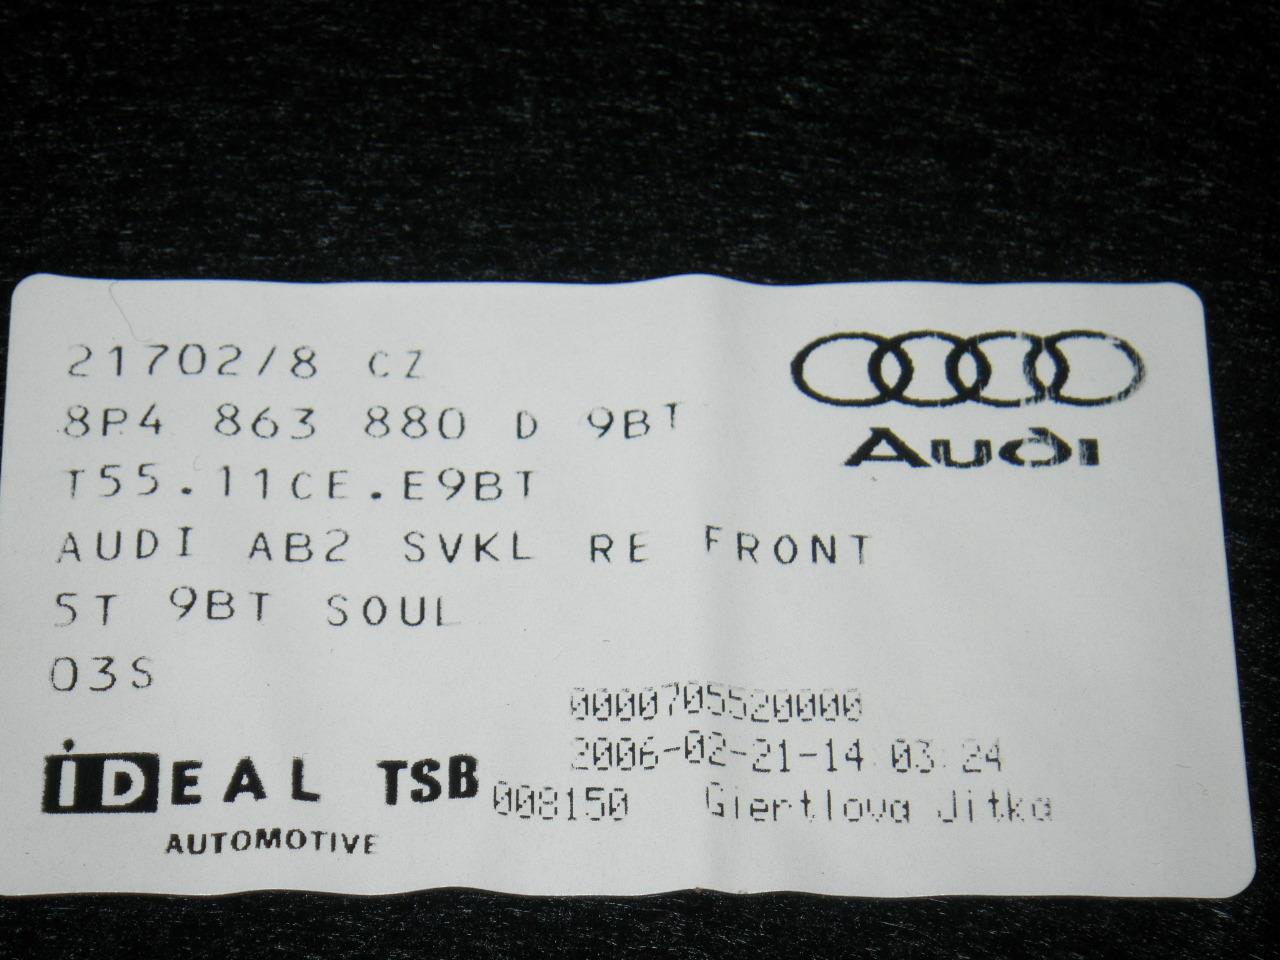 21702/8 CZ
8P4 863 880 D 9BT
T55.11CE.E9BT
AUDI AB2 SVKL RE FRONT
5T 9BT SOUL
03S
Audi
0000705520000
2006-02-21-14 03 24
008150 Giertlova Jitka
iDEAL TSB
AUTOMOTIVE